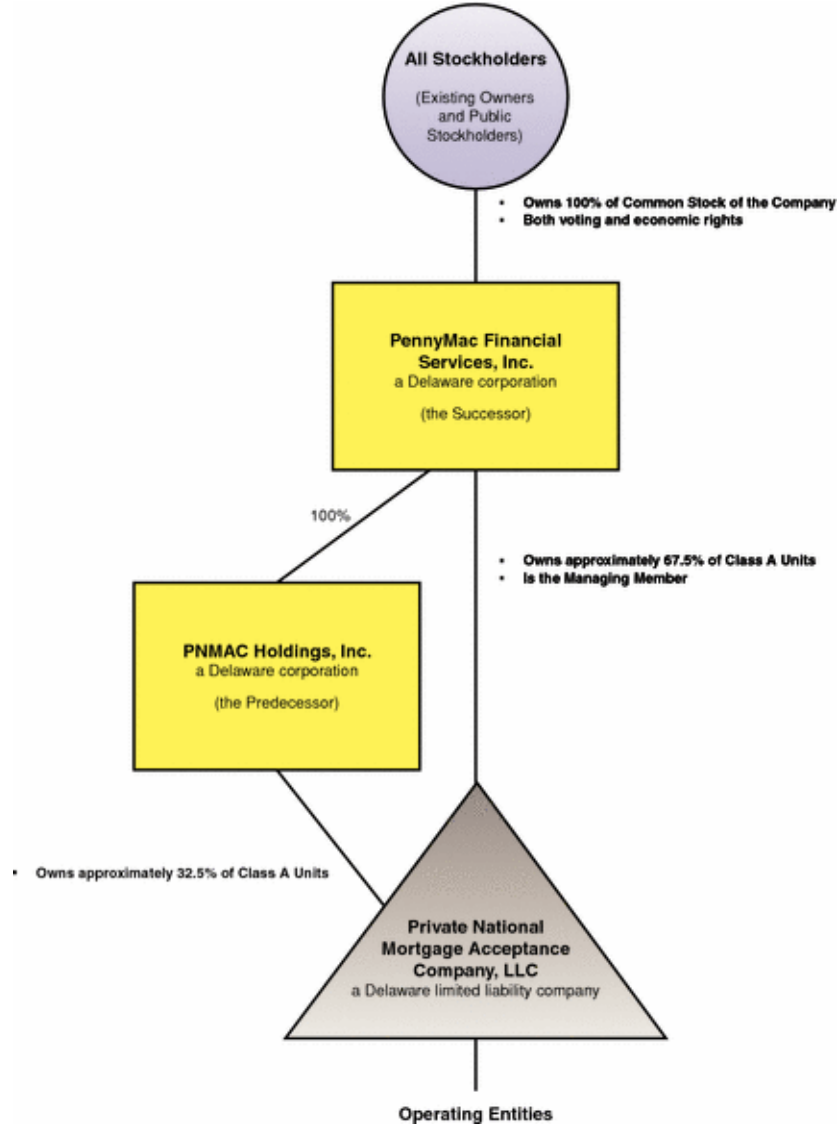 All Stockholders
(Existing Owners
and Public
Stockholders)
▪ Owns 100% of Common Stock of the Company
▪ Both voting and economic rights
PennyMac Financial
Services, Inc.
a Delaware corporation
(the Successor)
100%
▪ Owns approximately 67.5% of Class A Units
▪ Is the Managing Member
PNMAC Holdings, Inc.
a Delaware corporation
(the Predecessor)
▪ Owns approximately 32.5% of Class A Units
Private National
Mortgage Acceptance
Company, LLC
a Delaware limited liability company
Operating Entities